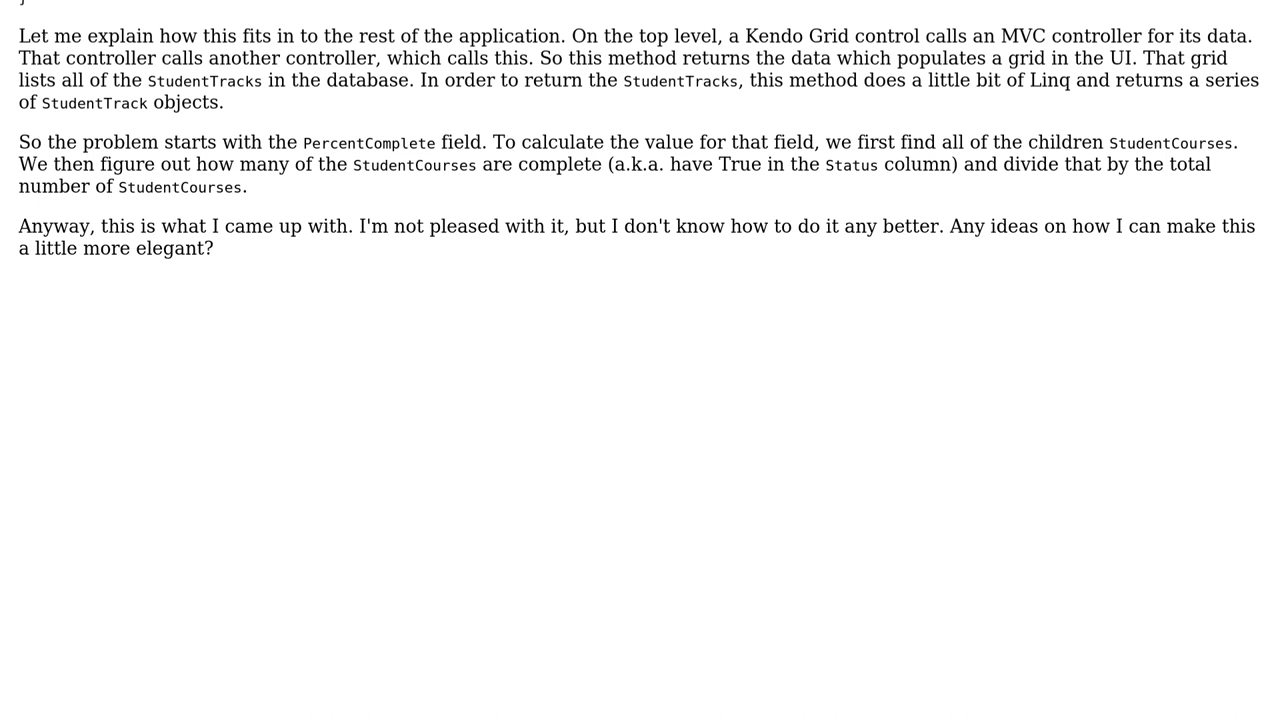 }
Let me explain how this fits in to the rest of the application. On the top level, a Kendo Grid control calls an MVC controller for its data.
That controller calls another controller, which calls this. So this method returns the data which populates a grid in the UI. That grid
lists all of the StudentTracks in the database. In order to return the StudentTracks, this method does a little bit of Linq and returns a series
of StudentTrack objects.
So the problem starts with the PercentComplete field. To calculate the value for that field, we first find all of the children StudentCourses.
We then figure out how many of the StudentCourses are complete (a.k.a. have True in the Status column) and divide that by the total
number of StudentCourses.
Anyway, this is what I came up with. I'm not pleased with it, but I don't know how to do it any better. Any ideas on how I can make this
a little more elegant?